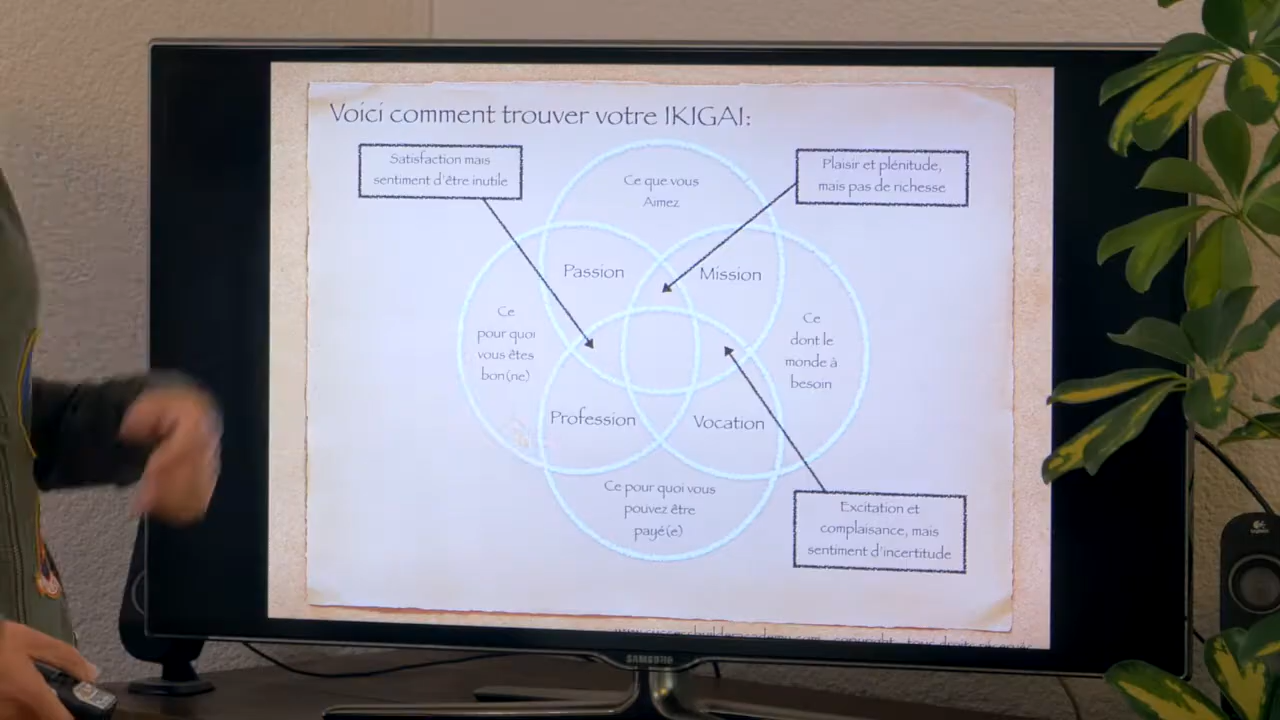 Voici comment trouver votre IKIGAI:
Satisfaction mais
sentiment d'être inutile
Plaisir et plénitude,
mais pas de richesse
Ce que vous
Aimez
Passion
Mission
Ce
pour quoi
vous êtes
bon(ne)
Ce
dont le
monde à
besoin
Profession
Vocation
Ce pour quoi vous
pouvez être
payé(e)
Excitation et
complaisance, mais
sentiment d'incertitude
SAMSUNG